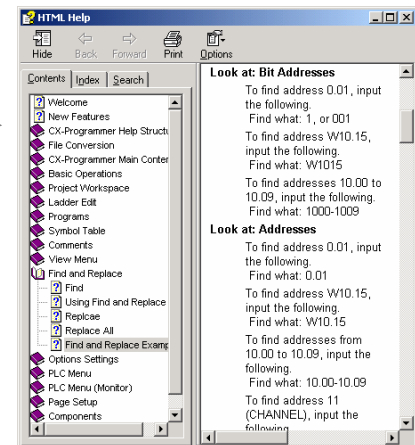 HTML Help
Hide Back Forward Print Options
Contents Index Search
Welcome
New Features
CX-Programmer Help Structu
File Conversion
CX-Programmer Main Conter
Basic Operations
Project Workspace
Ladder Edit
Programs
Symbol Table
Comments
View Menu
Find and Replace
Find
Using Find and Replace
Replcae
Replace All
Find and Replace Examp
Options Settings
PLC Menu
PLC Menu (Monitor)
Page Setup
Components
Look at: Bit Addresses
To find address 0.01, input
the following.
Find what: 1, or 001
To find address W10.15,
input the following.
Find what: W1015
To find addresses 10.00 to
10.09, input the following.
Find what: 1000-1009
Look at: Addresses
To find address 0.01, input
the following.
Find what: 0.01
To find address W10.15,
input the following.
Find what: W10.15
To find addresses from
10.00 to 10.09, input the
following.
Find what: 10.00-10.09
To find address 11
(CHANNEL), input the
following